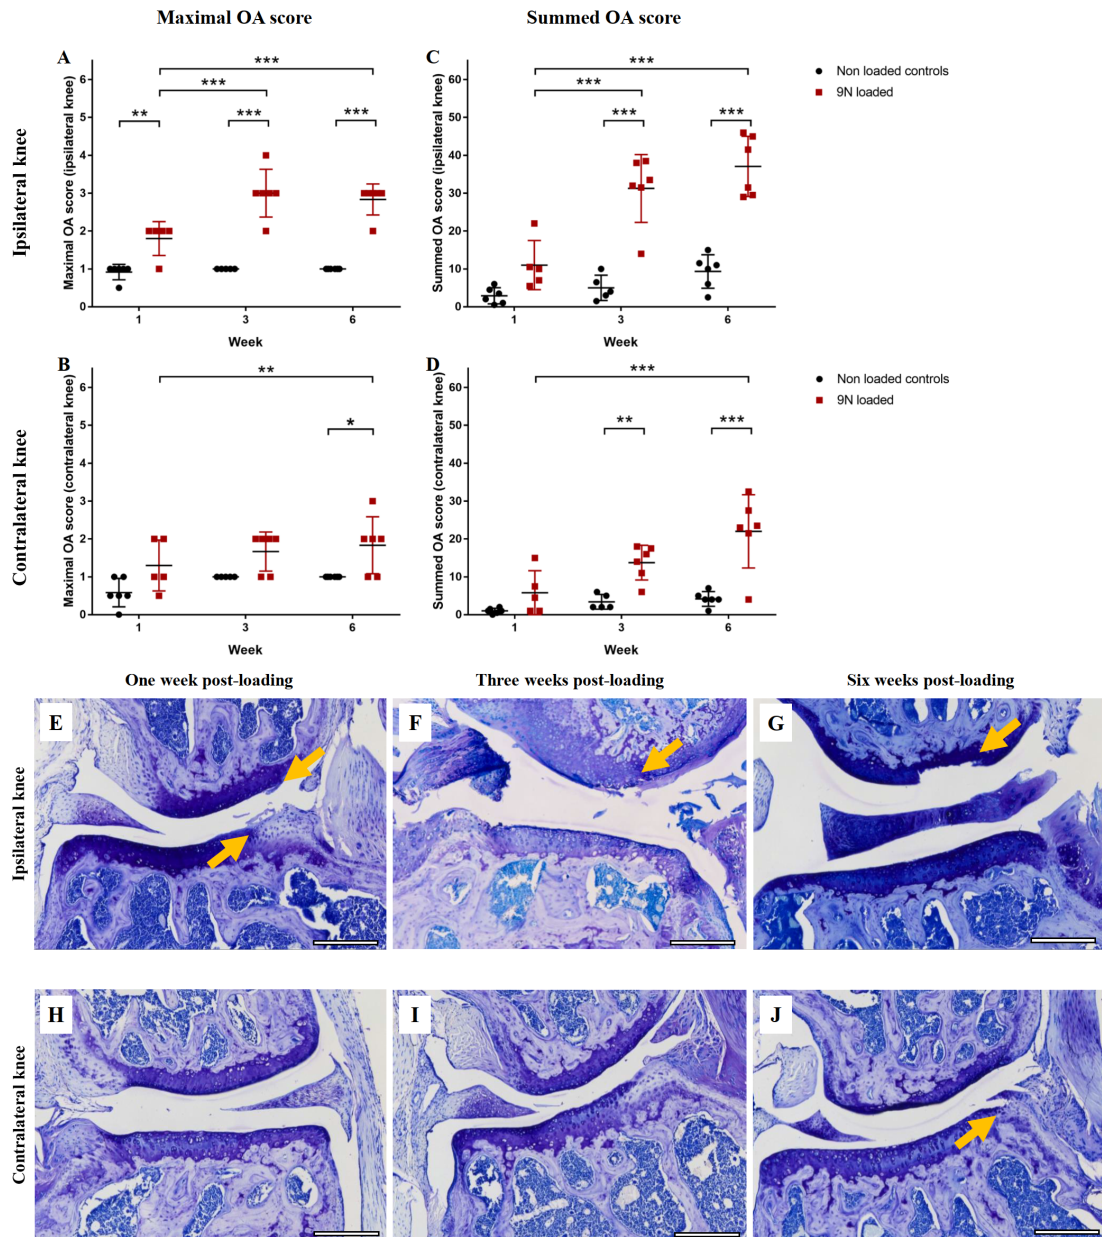 Maximal OA score
Summed OA score
Ipsilateral knee
A
Maximal OA score (ipsilateral knee)
6
5
4
3
2
1
0
**
***
***
***
***
1
3
6
Week
C
Summed OA score (ipsilateral knee)
60
50
40
30
20
10
0
***
***
***
***
1
3
6
Week
Non loaded controls
9N loaded
Contralateral knee
B
Maximal OA score (contralateral knee)
6
5
4
3
2
1
0
**
*
1
3
6
Week
D
Summed OA score (contralateral knee)
60
50
40
30
20
10
0
***
**
***
1
3
6
Week
Non loaded controls
9N loaded
One week post-loading
Three weeks post-loading
Six weeks post-loading
Ipsilateral knee
E
F
G
Contralateral knee
H
I
J